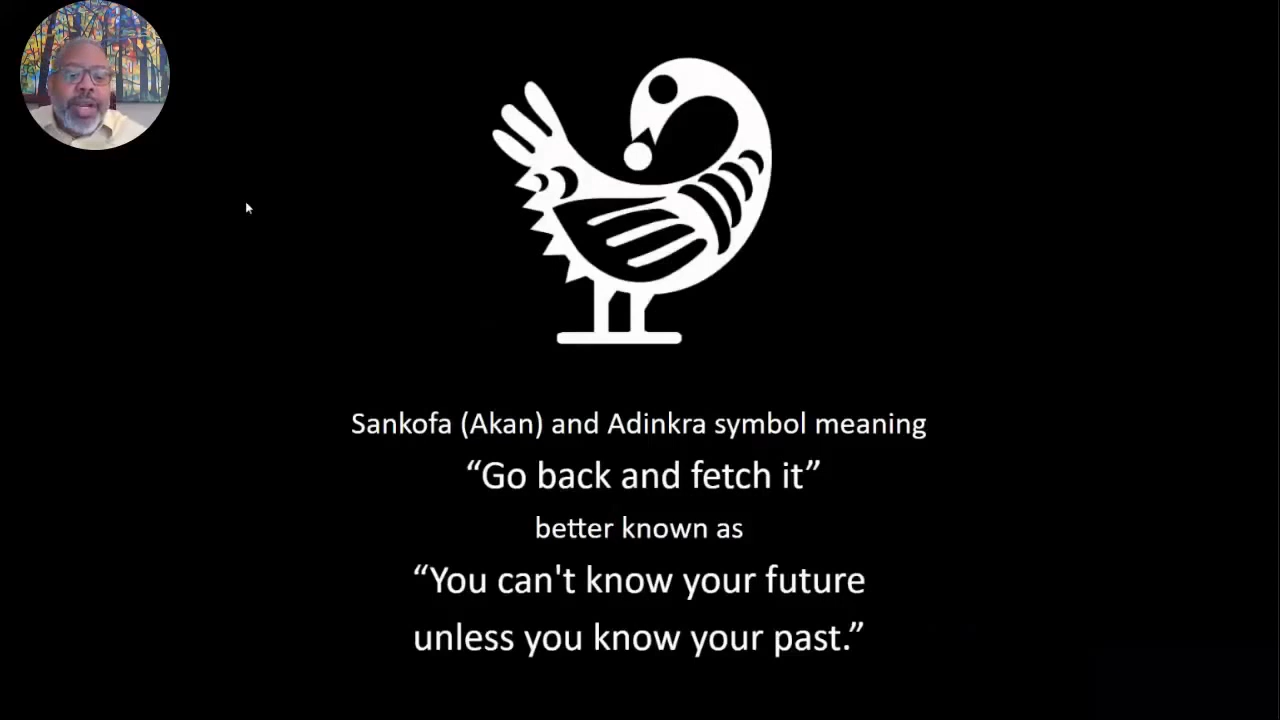 Sankofa (Akan) and Adinkra symbol meaning
“Go back and fetch it”
better known as
“You can't know your future
unless you know your past.”